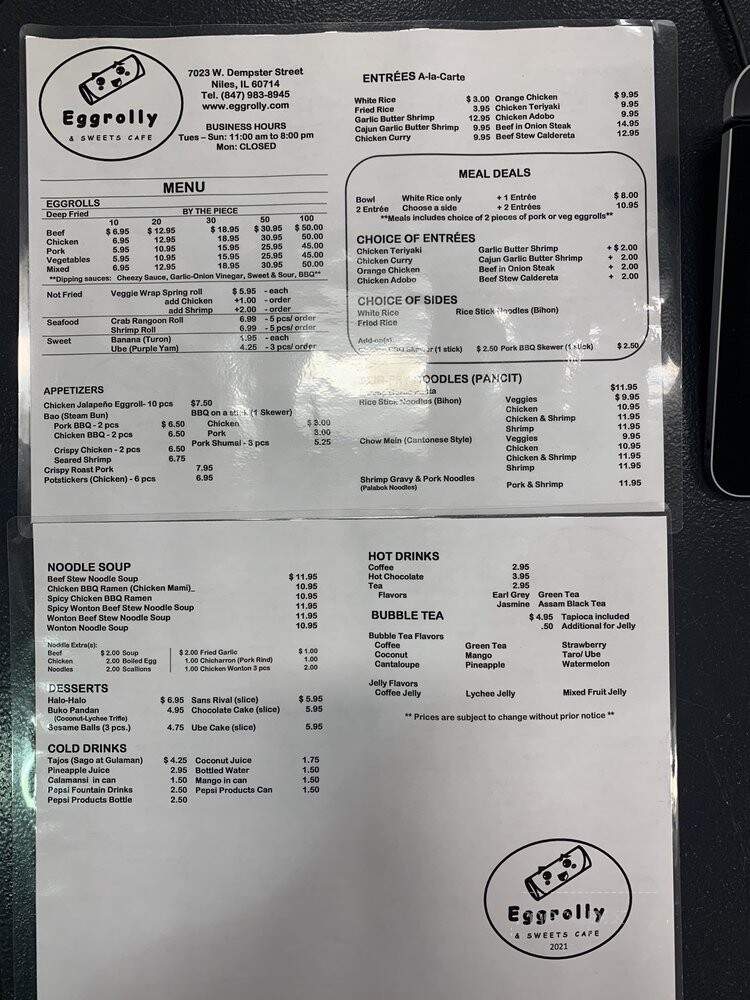 Eggrolly
& SWEETS CAFE
7023 W. Dempster Street
Niles, IL 60714
Tel. (847) 983-8945
www.eggrolly.com
BUSINESS HOURS
Tues – Sun: 11:00 am to 8:00 pm
Mon: CLOSED
MENU
EGGROLLS
Deep Fried BY THE PIECE
10 20 30 50 100
Beef $ 6.95 $ 12.95 $ 18.95 $ 30.95 $ 50.00
Chicken 6.95 12.95 18.95 30.95 50.00
Pork 5.95 10.95 15.95 25.95 45.00
Vegetables 5.95 10.95 15.95 25.95 45.00
Mixed 6.95 12.95 18.95 30.95 50.00
**Dipping sauces: Cheezy Sauce, Garlic-Onion Vinegar, Sweet & Sour, BBQ**
Not Fried Veggie Wrap Spring roll $ 5.95 - each
add Chicken +1.00 - order
add Shrimp +2.00 - order
Seafood Crab Rangoon Roll 6.99 - 5 pcs/ order
Shrimp Roll 6.99 - 5 pcs/ order
Sweet Banana (Turon) 1.95 - each
Ube (Purple Yam) 4.25 - 3 pcs/ order
APPETIZERS
Chicken Jalapeño Eggroll- 10 pcs $7.50
Bao (Steam Bun)
Pork BBQ - 2 pcs $ 6.50
Chicken BBQ - 2 pcs 6.50
Crispy Chicken - 2 pcs 6.50
Seared Shrimp 6.75
Crispy Roast Pork 7.95
Potstickers (Chicken) - 6 pcs 6.95
BBQ on a stick (1 Skewer)
Chicken $ 3.00
Pork 3.00
Pork Shumai - 3 pcs 5.25
ENTRÉES A-la-Carte
White Rice $ 3.00 Orange Chicken $ 9.95
Fried Rice 3.95 Chicken Teriyaki 9.95
Garlic Butter Shrimp 12.95 Chicken Adobo 9.95
Cajun Garlic Butter Shrimp 9.95 Beef in Onion Steak 14.95
Chicken Curry 9.95 Beef Stew Caldereta 12.95
MEAL DEALS
Bowl White Rice only + 1 Entrée $ 8.00
2 Entrée Choose a side + 2 Entrées 10.95
**Meals includes choice of 2 pieces of pork or veg eggrolls**
CHOICE OF ENTRÉES
Chicken Teriyaki Garlic Butter Shrimp + $ 2.00
Chicken Curry Cajun Garlic Butter Shrimp + 2.00
Orange Chicken Beef in Onion Steak + 2.00
Chicken Adobo Beef Stew Caldereta + 2.00
CHOICE OF SIDES
White Rice Rice Stick Noodles (Bihon)
Fried Rice
Add-on(s)
BBQ Skewer (1 stick) $ 2.50 Pork BBQ Skewer (1 stick) $ 2.50
NOODLES (PANCIT)
$11.95
Rice Stick Noodles (Bihon) Veggies $ 9.95
Chicken 10.95
Chicken & Shrimp 11.95
Shrimp 11.95
Chow Mein (Cantonese Style) Veggies 9.95
Chicken 10.95
Chicken & Shrimp 11.95
Shrimp 11.95
Shrimp Gravy & Pork Noodles Pork & Shrimp 11.95
(Palabok Noodles)
NOODLE SOUP
Beef Stew Noodle Soup $ 11.95
Chicken BBQ Ramen (Chicken Mami)_ 10.95
Spicy Chicken BBQ Ramen 10.95
Spicy Wonton Beef Stew Noodle Soup 11.95
Wonton Beef Stew Noodle Soup 11.95
Wonton Noodle Soup 10.95
Noddle Extra(s):
Beef $ 2.00 Soup $ 2.00 Fried Garlic $ 1.00
Chicken 2.00 Boiled Egg 1.00 Chicharron (Pork Rind) 1.00
Noodles 2.00 Scallions 1.00 Chicken Wonton 3 pcs 2.00
DESSERTS
Halo-Halo $ 6.95 Sans Rival (slice) $ 5.95
Buko Pandan 4.95 Chocolate Cake (slice) 5.95
(Coconut-Lychee Trifle)
Sesame Balls (3 pcs.) 4.75 Ube Cake (slice) 5.95
COLD DRINKS
Tajos (Sago at Gulaman) $ 4.25 Coconut Juice 1.75
Pineapple Juice 2.95 Bottled Water 1.50
Calamansi in can 1.50 Mango in can 1.50
Pepsi Fountain Drinks 2.50 Pepsi Products Can 1.50
Pepsi Products Bottle 2.50
HOT DRINKS
Coffee 2.95
Hot Chocolate 3.95
Tea 2.95
Flavors Earl Grey Green Tea
Jasmine Assam Black Tea
BUBBLE TEA $ 4.95 Tapioca included
.50 Additional for Jelly
Bubble Tea Flavors
Coffee Green Tea Strawberry
Coconut Mango Taro/ Ube
Cantaloupe Pineapple Watermelon
Jelly Flavors
Coffee Jelly Lychee Jelly Mixed Fruit Jelly
** Prices are subject to change without prior notice **
Eggrolly
& SWEETS CAFE
2021